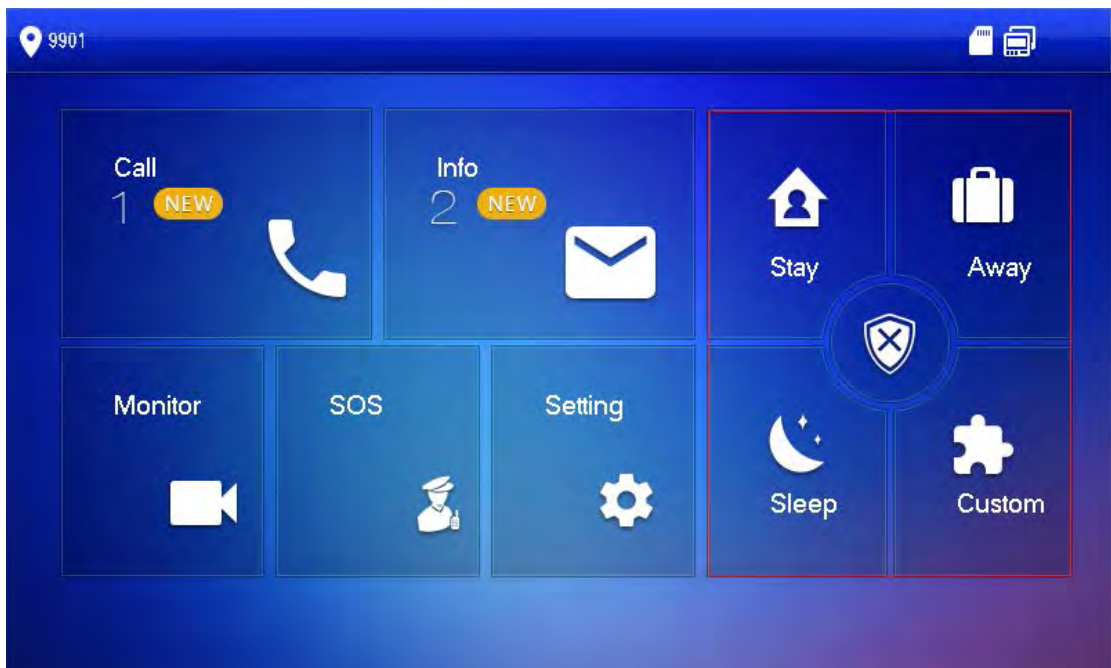 9901
Call
1 NEW
Info
2 NEW
Stay
Away
Monitor
SOS
Setting
Sleep
Custom